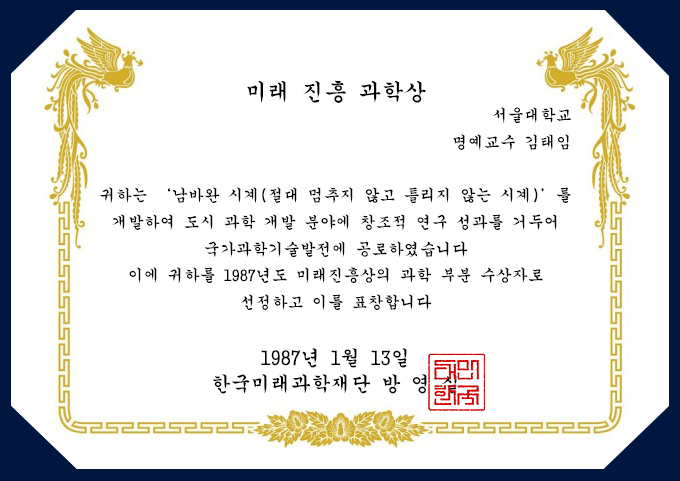 미래 진흥 과학상
서울대학교
명예교수 김태임
귀하는 '남바완 시계(절대 멈추지 않고 틀리지 않는 시계)' 를
개발하여 도시 과학 개발 분야에 창조적 연구 성과를 거두어
국가과학기술발전에 공로하였습니다
이에 귀하를 1987년도 미래진흥상의 과학 부분 수상자로
선정하고 이를 표창합니다
1987년 1월 13일
한국미래과학재단 방 영